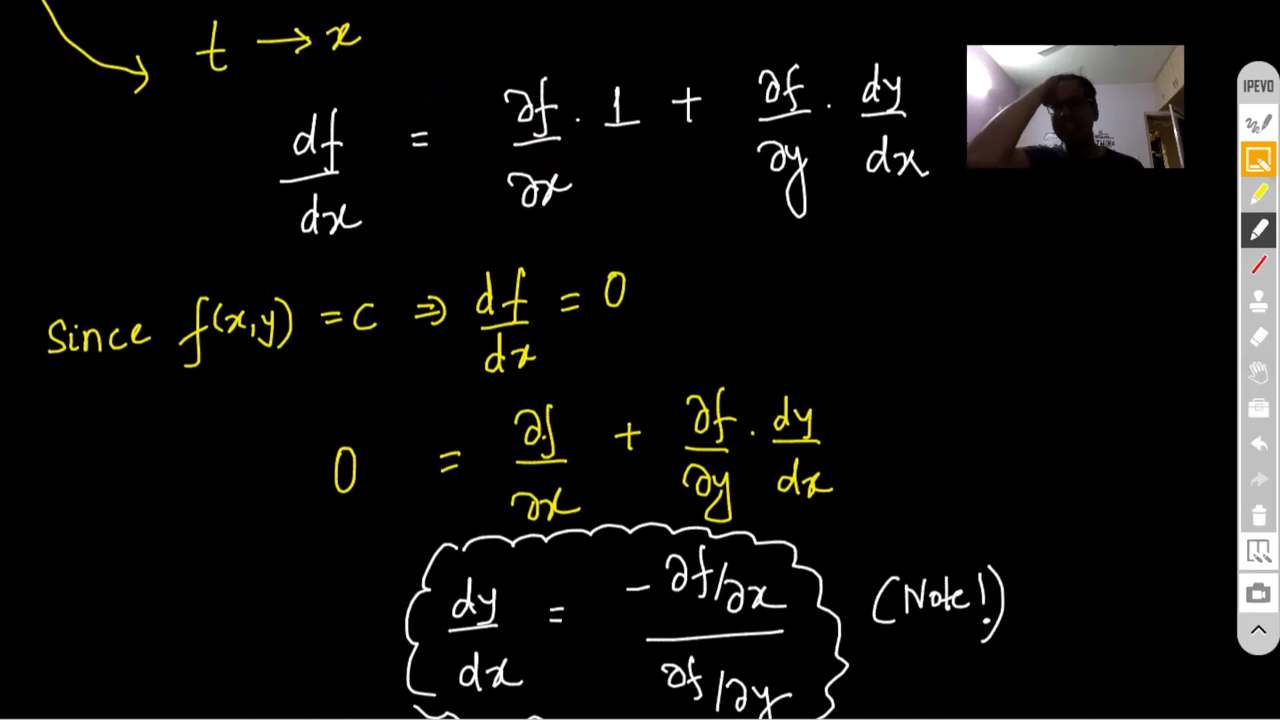 t → x
df/dx = ∂f/∂x . 1 + ∂f/∂y . dy/dx
IPEVO
Since f(x,y) = c ⇒ df/dx = 0
0 = ∂f/∂x + ∂f/∂y . dy/dx
dy/dx = - ∂f/∂x / ∂f/∂y (Note!)